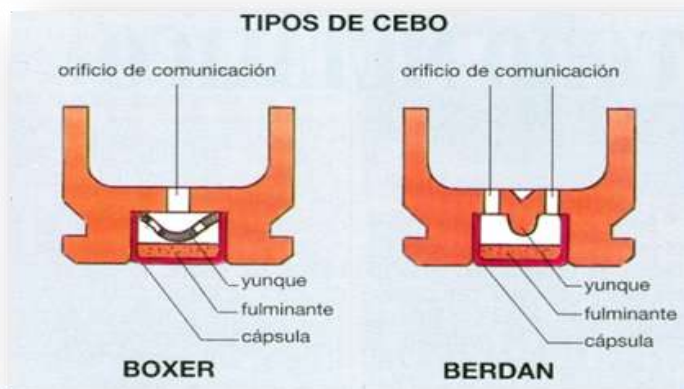 TIPOS DE CEBO
orificio de comunicación
orificio de comunicación
yunque
fulminante
cápsula
yunque
fulminante
cápsula
BOXER
BERDAN